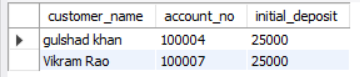 customer_name account_no initial_deposit
gulshad khan 100004 25000
Vikram Rao 100007 25000